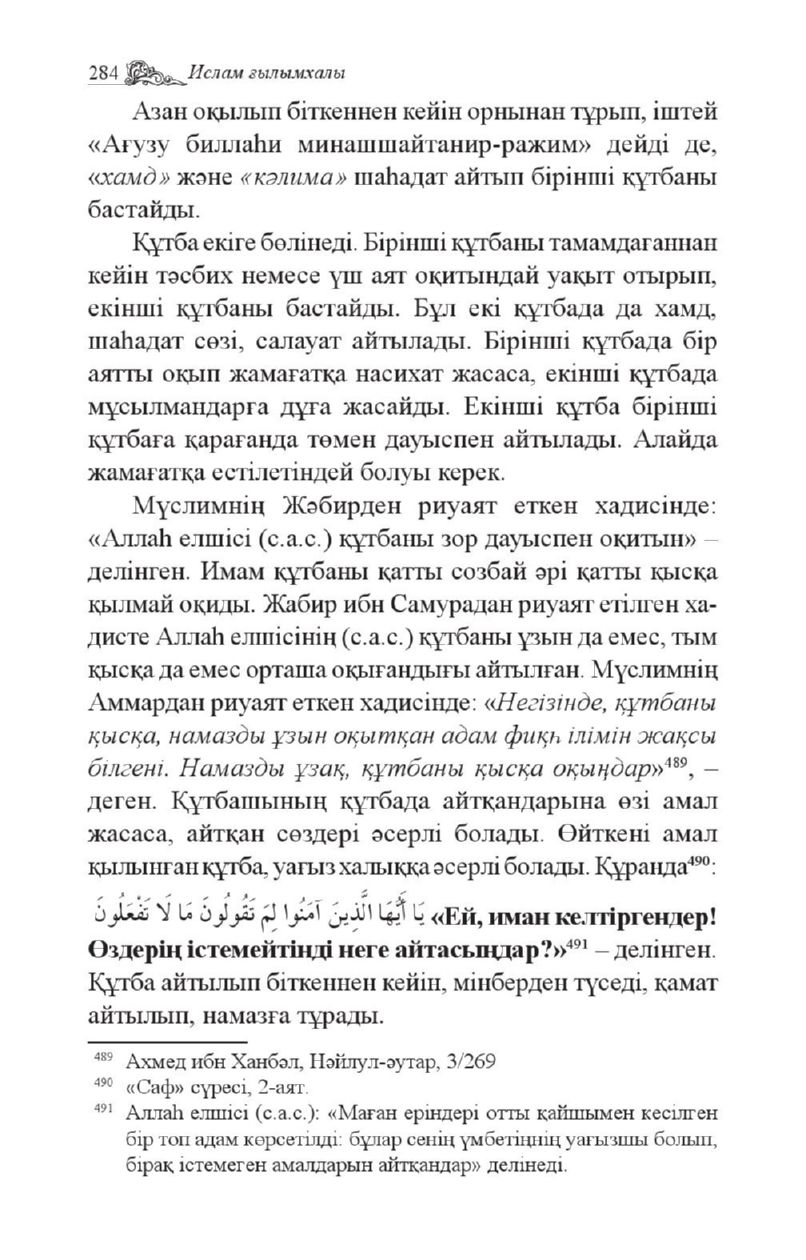 284 Ислам ғылымхалы
Азан оқылып біткеннен кейін орнынан тұрып, іштей
«Ағузу биллаһи минашшайтанир-ражим» дейді де,
«хамд» және «кәлима» шаһадат айтып бірінші құтбаны
бастайды.
Құтба екіге бөлінеді. Бірінші құтбаны тамамдағаннан
кейін тәсбих немесе үш аят оқитындай уақыт отырып,
екінші құтбаны бастайды. Бұл екі құтбада да хамд,
шаһадат сөзі, салауат айтылады. Бірінші құтбада бір
аятты оқып жамағатқа насихат жасаса, екінші құтбада
мұсылмандарға дұға жасайды. Екінші құтба бірінші
құтбаға қарағанда төмен дауыспен айтылады. Алайда
жамағатқа естілетіндей болуы керек.
Мүслимнің Жәбирден риуаят еткен хадисінде:
«Аллаһ елшісі (с.а.с.) құтбаны зор дауыспен оқитын» –
делінген. Имам құтбаны қатты созбай әрі қатты қысқа
қылмай оқиды. Жабир ибн Самурадан риуаят етілген ха-
дисте Аллаһ елшісінің (с.а.с.) құтбаны ұзын да емес, тым
қысқа да емес орташа оқығандығы айтылған. Мүслимнің
Аммардан риуаят еткен хадисінде: «Негізінде, құтбаны
қысқа, намазды ұзын оқытқан адам фиқһ ілімін жақсы
білгені. Намазды ұзақ, құтбаны қысқа оқыңдар»⁴⁸⁹, –
деген. Құтбашының құтбада айтқандарына өзі амал
жасаса, айтқан сөздері әсерлі болады. Өйткені амал
қылынған құтба, уағыз халыққа әсерлі болады. Құранда⁴⁹⁰:
يَا أَيُّهَا الَّذِينَ آمَنُوا لِمَ تَقُولُونَ مَا لَا تَفْعَلُونَ «Ей, иман келтіргендер!
Өздерің істемейтінді неге айтасыңдар?»⁴⁹¹ – делінген.
Құтба айтылып біткеннен кейін, мінберден түседі, қамат
айтылып, намазға тұрады.
⁴⁸⁹ Ахмед ибн Ханбәл, Нәйлул-әутар, 3/269
⁴⁹⁰ «Саф» сүресі, 2-аят.
⁴⁹¹ Аллаһ елшісі (с.а.с.): «Маған еріндері отты қайшымен кесілген
бір топ адам көрсетілді: бұлар сенің үмбетіңнің уағызшы болып,
бірақ істемеген амалдарын айтқандар» делінеді.